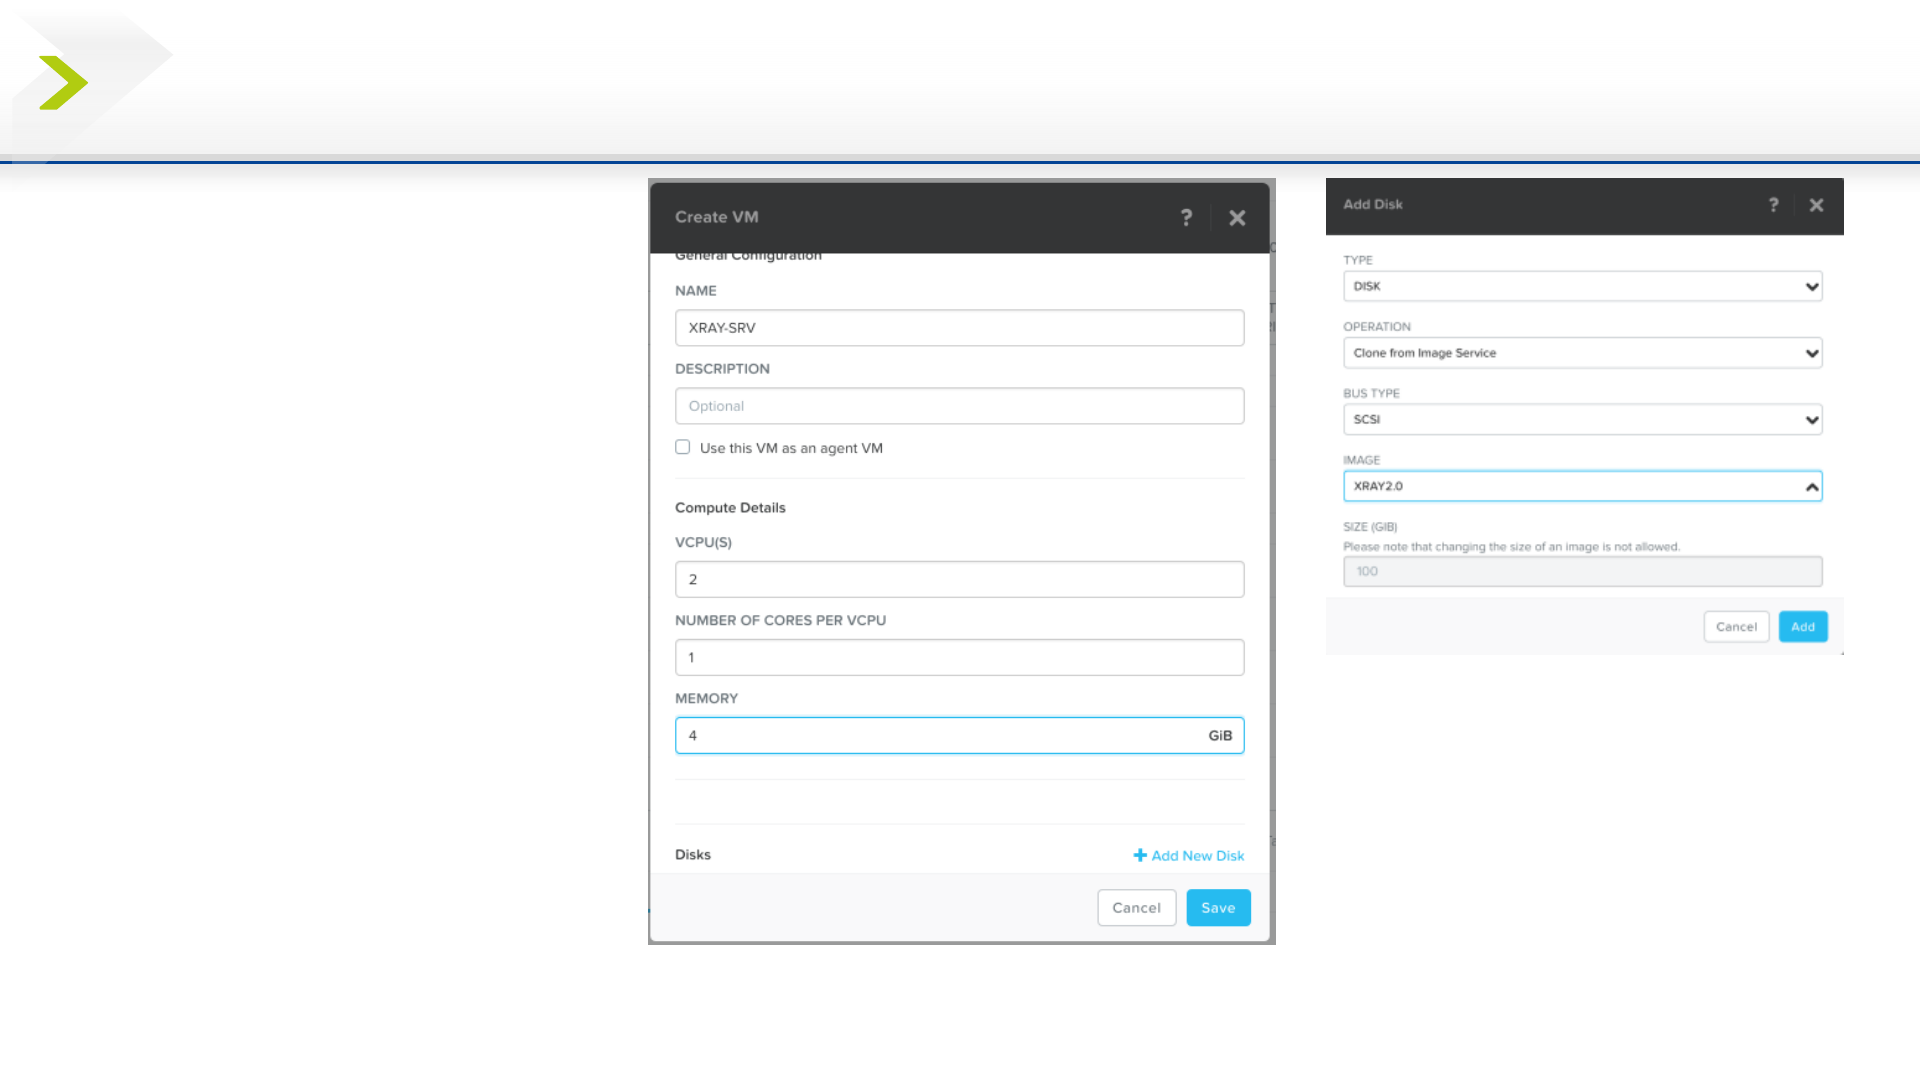 Create VM
?
General Configuration
NAME
XRAY-SRV
DESCRIPTION
Optional
Use this VM as an agent VM
Compute Details
VCPU(S)
2
NUMBER OF CORES PER VCPU
1
MEMORY
4 GiB
Disks
Add New Disk
Cancel Save
Add Disk
?
TYPE
DISK
OPERATION
Clone from Image Service
BUS TYPE
SCSI
IMAGE
XRAY2.0
SIZE (GIB)
Please note that changing the size of an image is not allowed.
100
Cancel Add